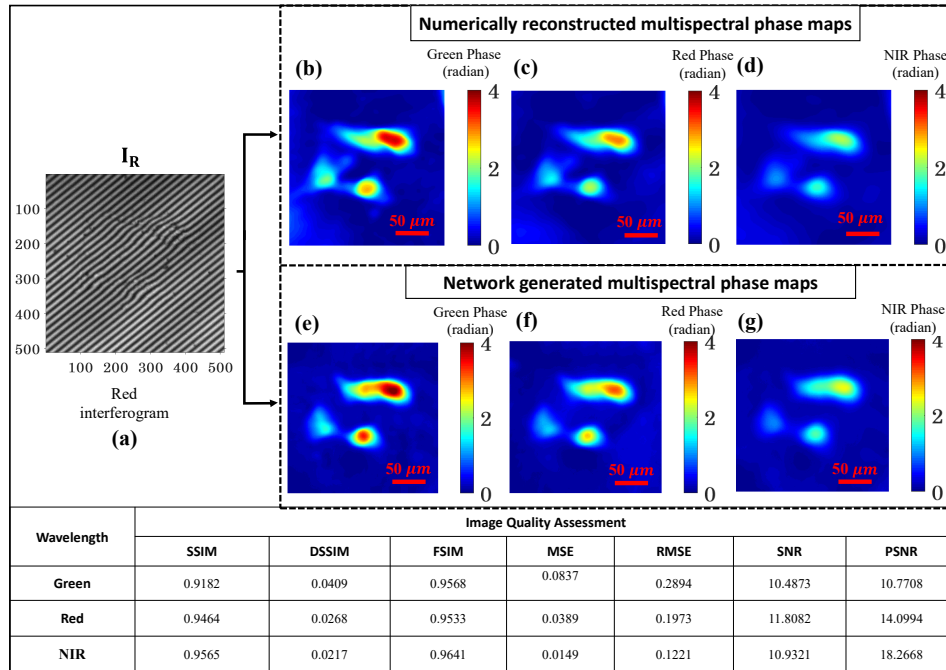 Numerically reconstructed multispectral phase maps
(b)
Green Phase
(radian)
4
2
0
50 μm
(c)
Red Phase
(radian)
4
2
0
50 μm
(d)
NIR Phase
(radian)
4
2
0
50 μm
I_R
100
200
300
400
500
100 200 300 400 500
Red
interferogram
(a)
Network generated multispectral phase maps
(e)
Green Phase
(radian)
4
2
0
50 μm
(f)
Red Phase
(radian)
4
2
0
50 μm
(g)
NIR Phase
(radian)
4
2
0
50 μm
Wavelength Image Quality Assessment
SSIM DSSIM FSIM MSE RMSE SNR PSNR
Green 0.9182 0.0409 0.9568 0.0837 0.2894 10.4873 10.7708
Red 0.9464 0.0268 0.9533 0.0389 0.1973 11.8082 14.0994
NIR 0.9565 0.0217 0.9641 0.0149 0.1221 10.9321 18.2668